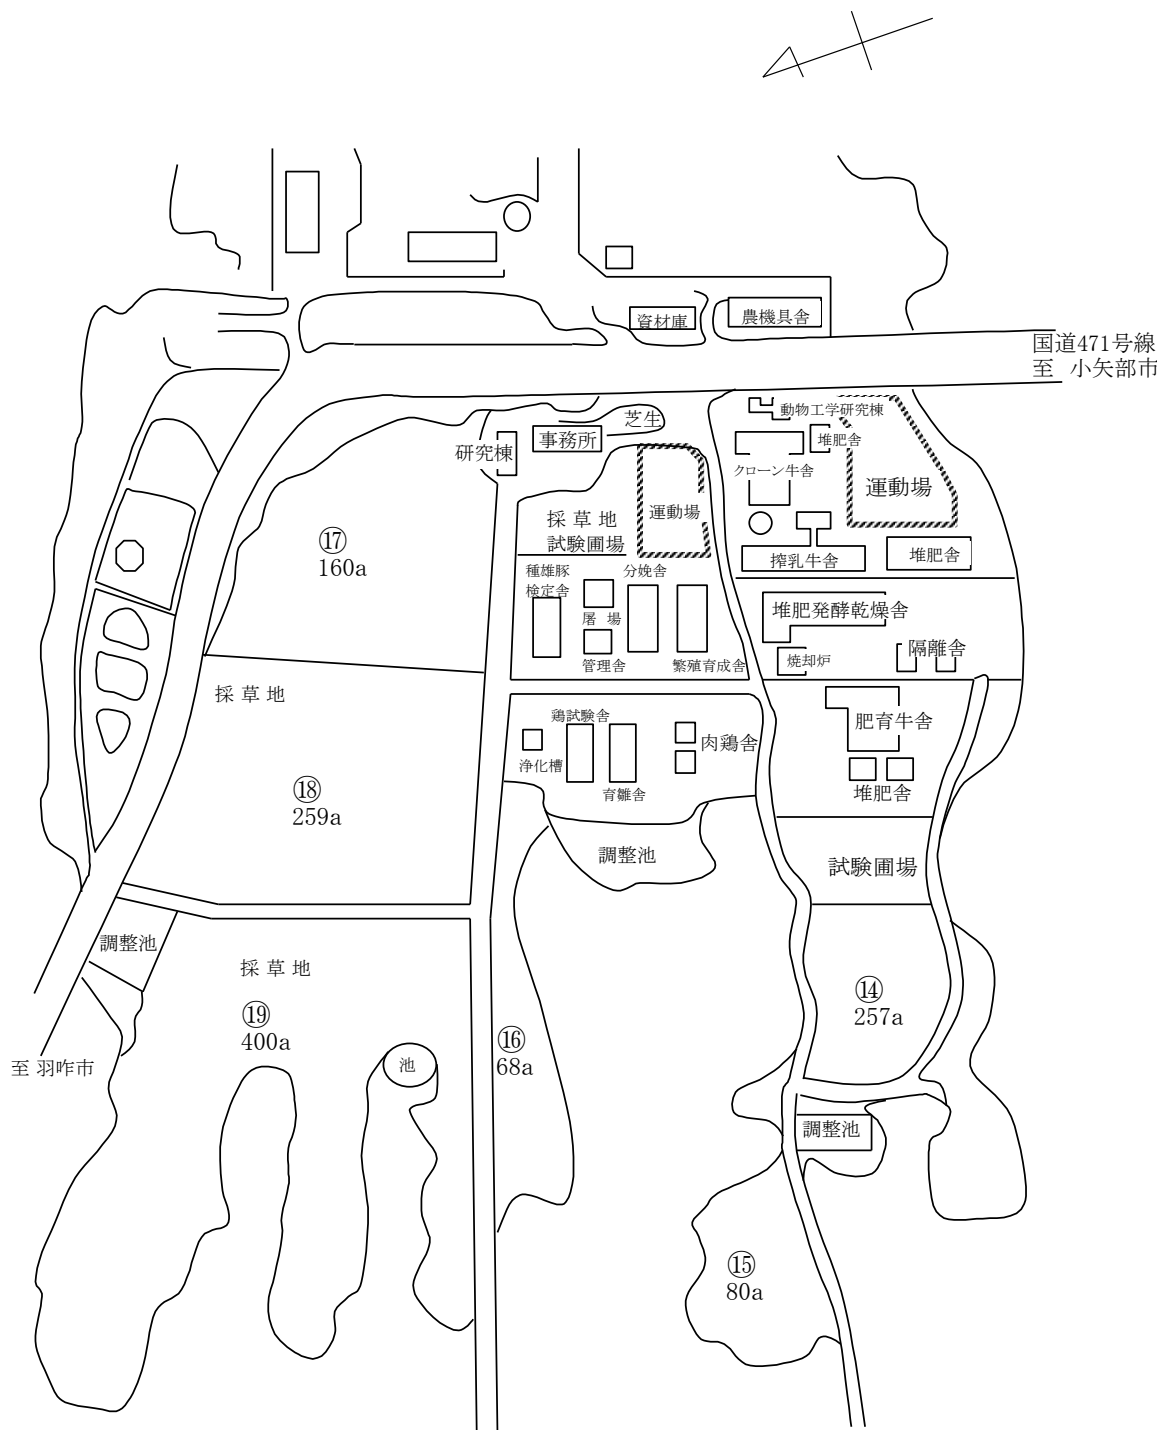 資材庫
農機具舎
国道471号線
至 小矢部市
動物工学研究棟
芝生
事務所
堆肥舎
研究棟
クローン牛舎
運動場
運動場
採 草 地
試験圃場
⑰
160a
搾乳牛舎
堆肥舎
種雄豚
検定舎
分娩舎
屠 場
堆肥発酵乾燥舎
管理舎
繁殖育成舎
焼却炉
隔離舎
採 草 地
鶏試験舎
肥育牛舎
肉鶏舎
浄化槽
育雛舎
堆肥舎
⑱
259a
調整池
試験圃場
調整池
採 草 地
⑭
257a
⑲
400a
⑯
68a
池
至 羽咋市
調整池
⑮
80a